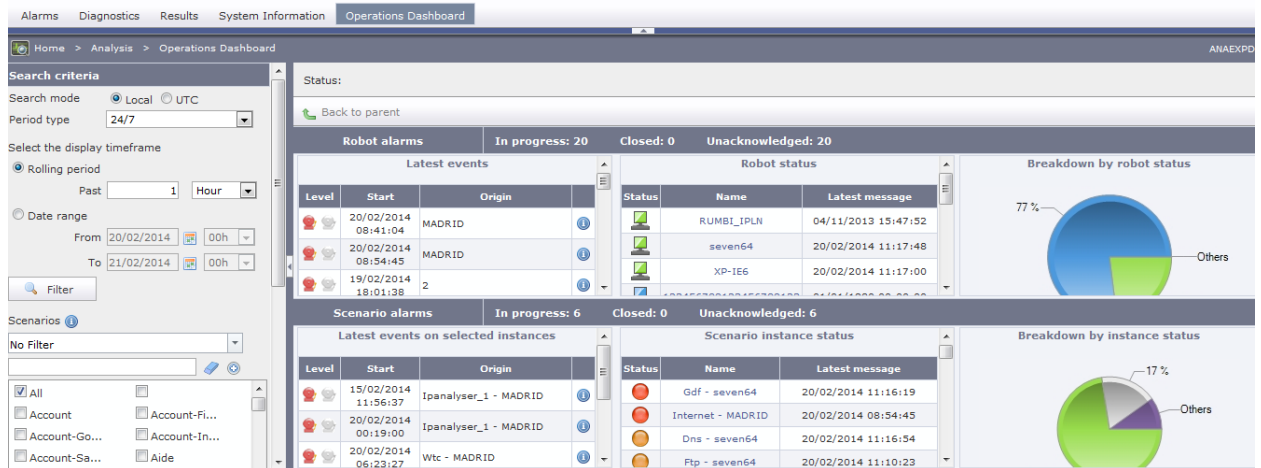 Alarms Diagnostics Results System Information Operations Dashboard
Home > Analysis > Operations Dashboard ANAEXPD
Search criteria
Search mode Local UTC
Period type 24/7
Select the display timeframe
Rolling period
Past 1 Hour
Date range
From 20/02/2014 00h
To 21/02/2014 00h
Filter
Scenarios
No Filter
All
Account Account-Fi...
Account-Go... Account-In...
Account-Sa... Aide
Status:
Back to parent
Robot alarms In progress: 20 Closed: 0 Unacknowledged: 20
Latest events
Level Start Origin
20/02/2014
08:41:04
MADRID
20/02/2014
08:54:45
MADRID
19/02/2014
18:01:38
2
Robot status
Status Name Latest message
RUMBI_IPLN 04/11/2013 15:47:52
seven64 20/02/2014 11:17:48
XP-IE6 20/02/2014 11:17:00
Breakdown by robot status
77 %
Others
Scenario alarms In progress: 6 Closed: 0 Unacknowledged: 6
Latest events on selected instances
Level Start Origin
15/02/2014
11:56:37
Ipanalyser_1 - MADRID
20/02/2014
00:19:00
Ipanalyser_1 - MADRID
20/02/2014
06:23:27
Wtc - MADRID
Scenario instance status
Status Name Latest message
Gdf - seven64 20/02/2014 11:16:19
Internet - MADRID 20/02/2014 08:54:45
Dns - seven64 20/02/2014 11:16:54
Ftp - seven64 20/02/2014 11:10:23
Breakdown by instance status
17 %
Others